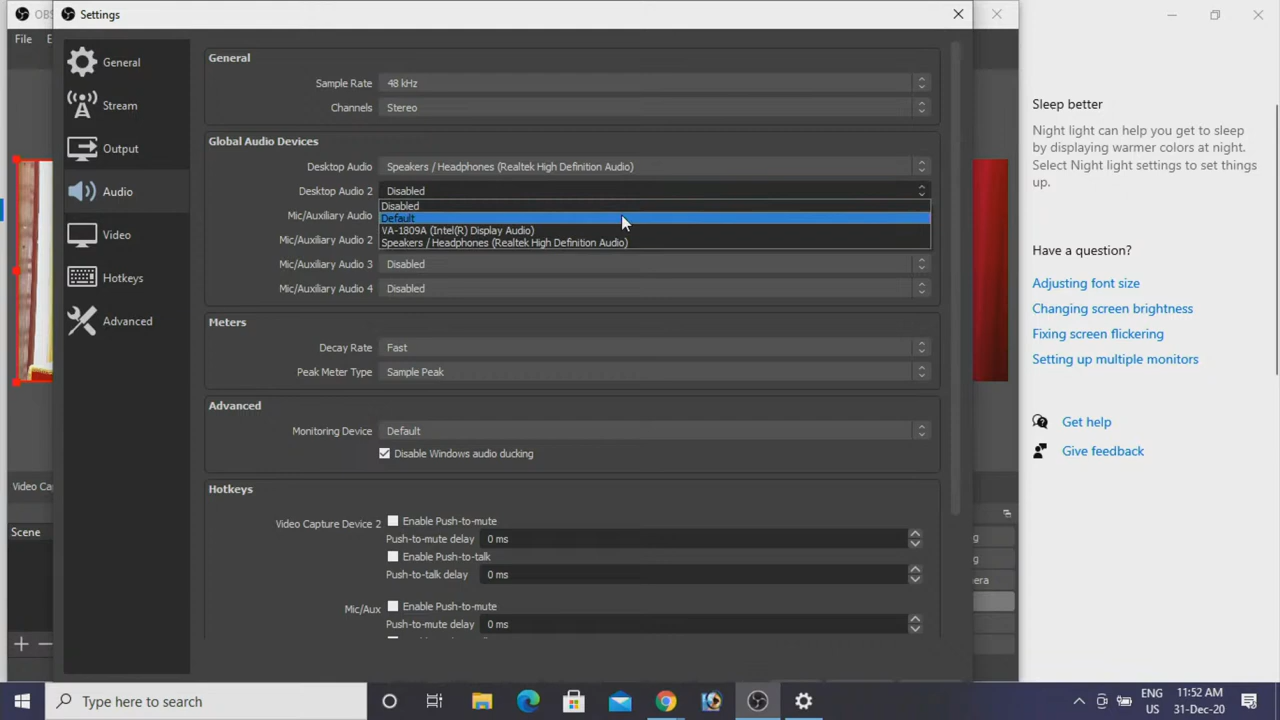 OBS
Settings
File
E
General
Stream
Output
Audio
Video
Hotkeys
Advanced
General
Sample Rate 48 kHz
Channels Stereo
Global Audio Devices
Desktop Audio Speakers / Headphones (Realtek High Definition Audio)
Desktop Audio 2 Disabled
Disabled
Mic/Auxiliary Audio Default
VA-1809A (Intel(R) Display Audio)
Mic/Auxiliary Audio 2 Speakers / Headphones (Realtek High Definition Audio)
Mic/Auxiliary Audio 3 Disabled
Mic/Auxiliary Audio 4 Disabled
Meters
Decay Rate Fast
Peak Meter Type Sample Peak
Advanced
Monitoring Device Default
Disable Windows audio ducking
Hotkeys
Video Capture Device 2 Enable Push-to-mute
Push-to-mute delay 0 ms
Enable Push-to-talk
Push-to-talk delay 0 ms
Mic/Aux Enable Push-to-mute
Push-to-mute delay 0 ms
Video Ca
Scene
g
g
era
Sleep better
Night light can help you get to sleep
by displaying warmer colors at night.
Select Night light settings to set things
up.
Have a question?
Adjusting font size
Changing screen brightness
Fixing screen flickering
Setting up multiple monitors
Get help
Give feedback
Type here to search
ENG
US
11:52 AM
31-Dec-20